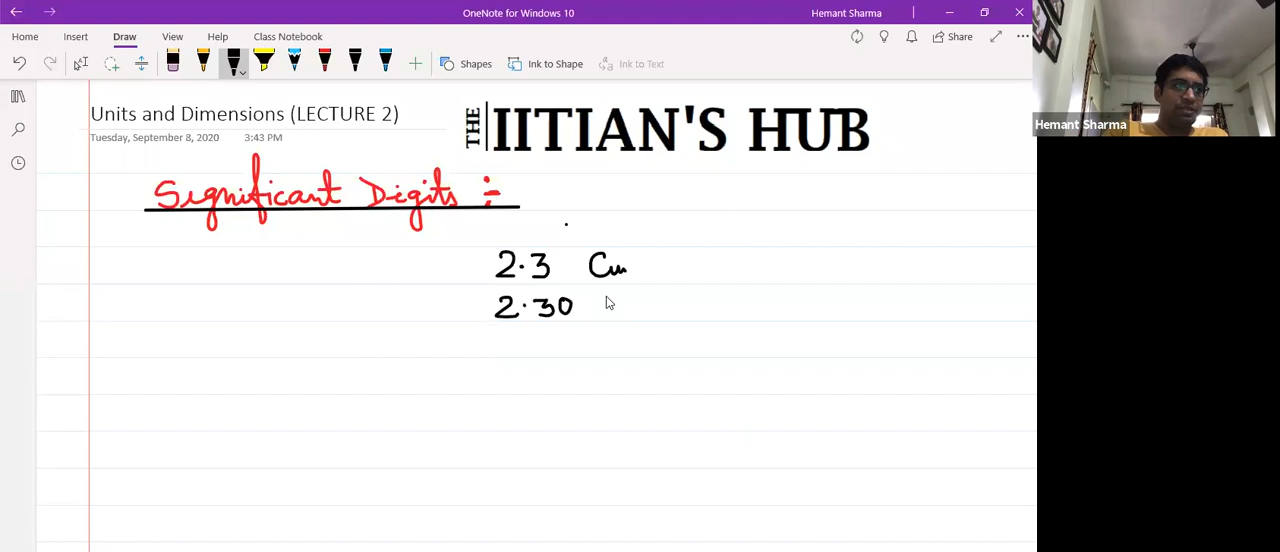 OneNote for Windows 10
Hemant Sharma
Home Insert Draw View Help Class Notebook
Share
Shapes Ink to Shape Ink to Text
Units and Dimensions (LECTURE 2)
Tuesday, September 8, 2020 3:43 PM
THE IITIAN'S HUB
Hemant Sharma
Significant Digits :-
2.3 Cm
2.30